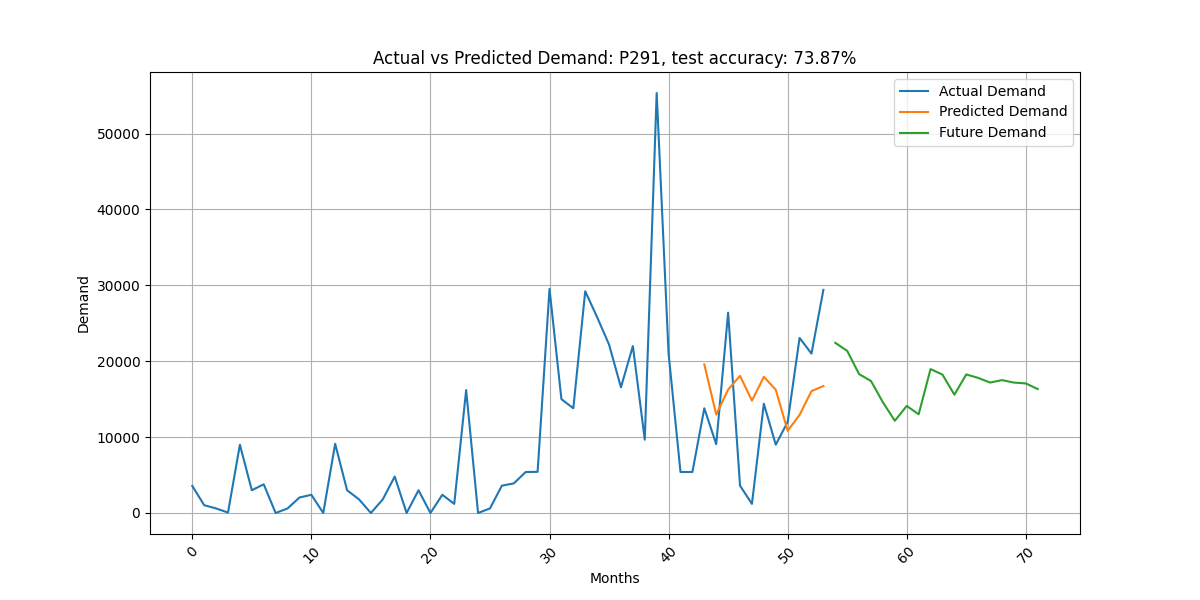 Actual vs Predicted Demand: P291, test accuracy: 73.87%
Actual Demand
Predicted Demand
Future Demand
Demand
50000
40000
30000
20000
10000
0
0
10
20
30
40
50
60
70
Months